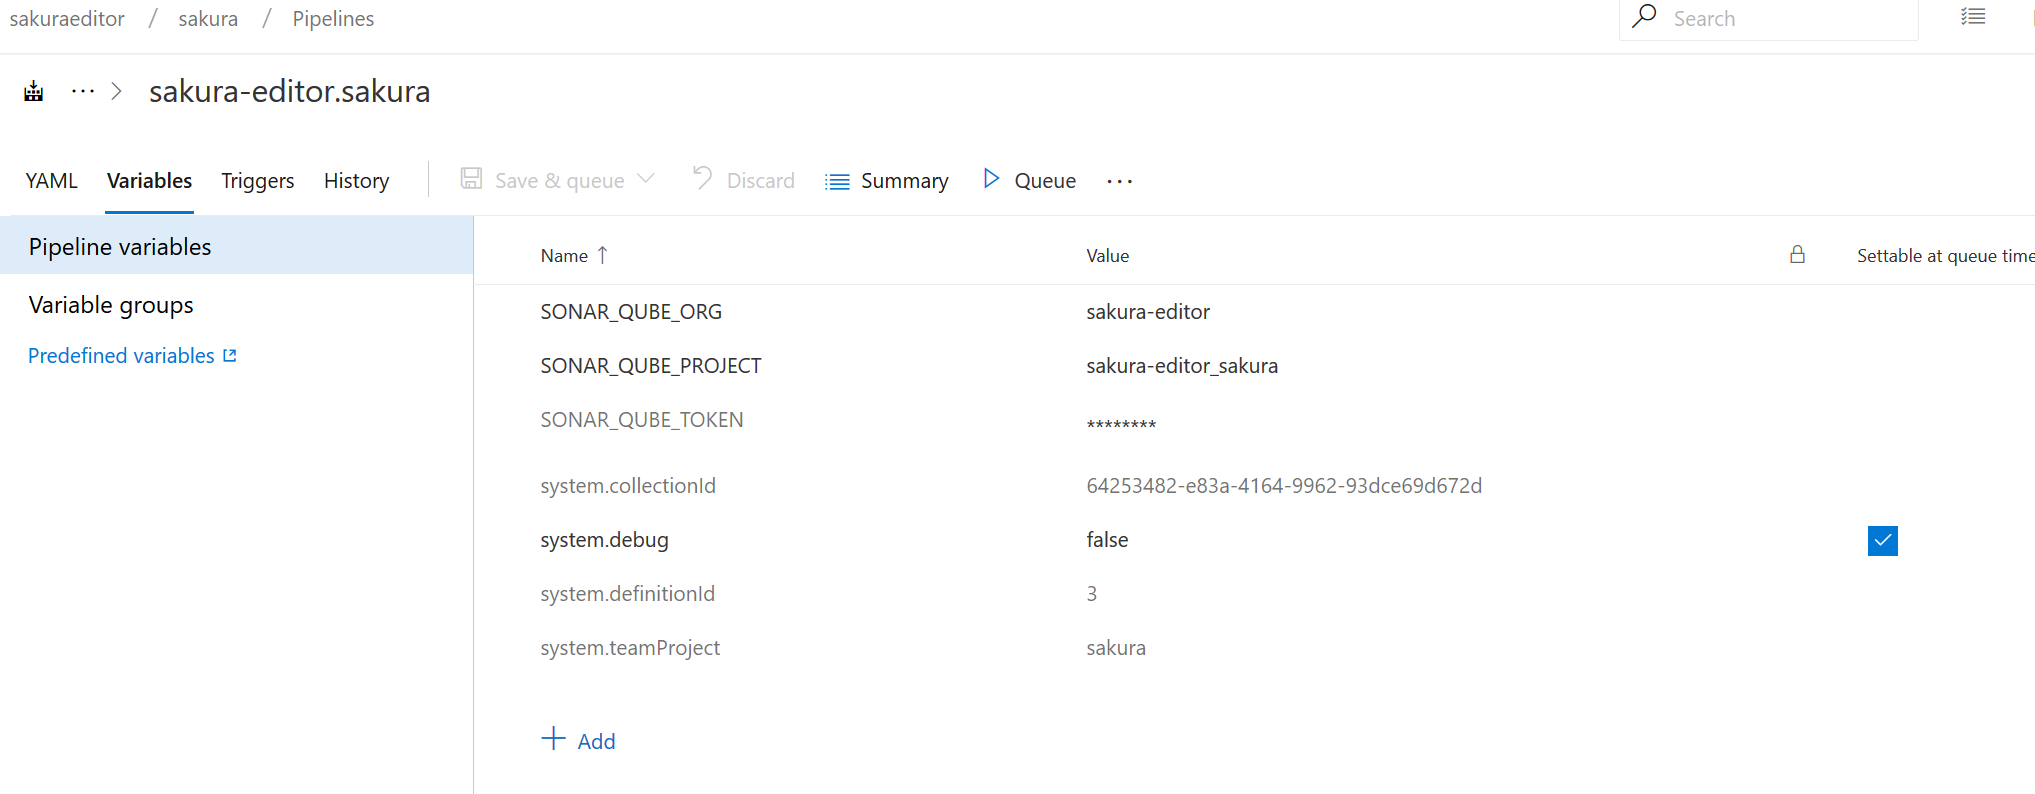 sakuraeditor / sakura / Pipelines
Search
··· > sakura-editor.sakura
YAML Variables Triggers History Save & queue Discard Summary Queue ···
Pipeline variables
Variable groups
Predefined variables
Name ↑ Value Settable at queue time
SONAR_QUBE_ORG sakura-editor
SONAR_QUBE_PROJECT sakura-editor_sakura
SONAR_QUBE_TOKEN ********
system.collectionId 64253482-e83a-4164-9962-93dce69d672d
system.debug false
system.definitionId 3
system.teamProject sakura
+ Add